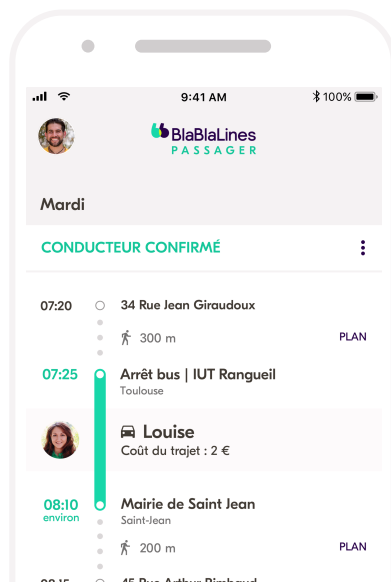 9:41 AM
100%
BlaBlaLines
PASSAGER
Mardi
CONDUCTEUR CONFIRMÉ
07:20
34 Rue Jean Giraudoux
300 m
PLAN
07:25
Arrêt bus | IUT Rangueil
Toulouse
Louise
Coût du trajet : 2 €
08:10
environ
Mairie de Saint Jean
Saint-Jean
200 m
PLAN
08:15
45 Rue Arthur Rimbaud